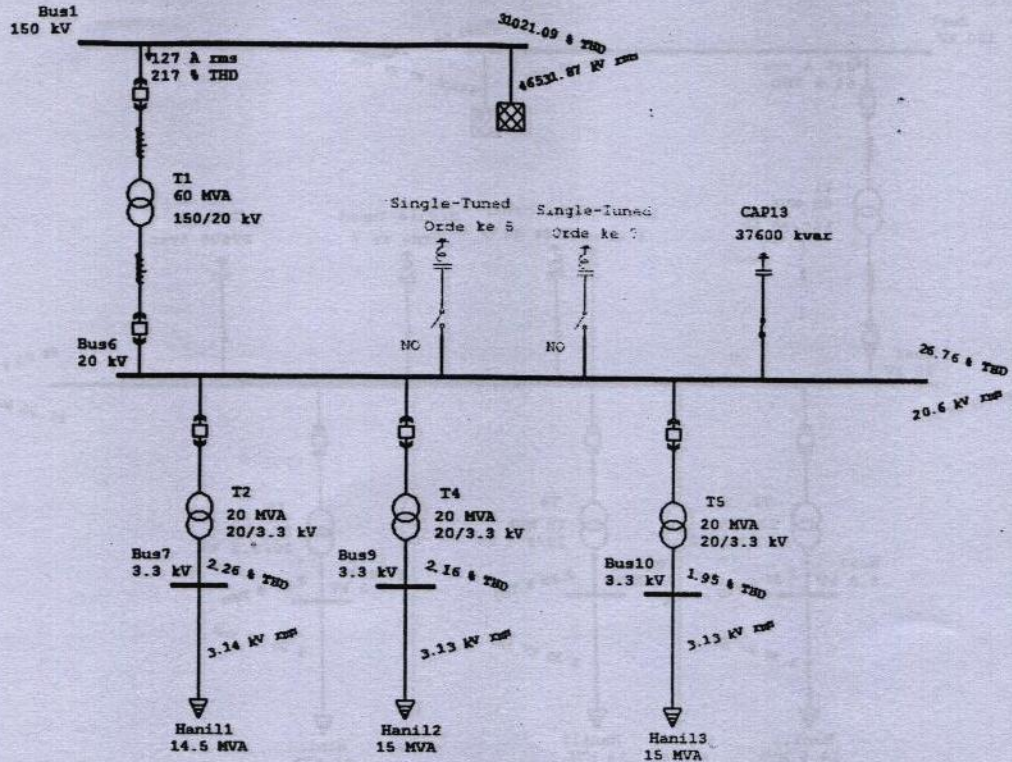 Bus1
150 kV
31021.09 % THD
46531.87 kV rms
127 A rms
217 % THD
T1
60 MVA
150/20 kV
Single-Tuned
Orde ke 5
Single-Tuned
Orde ke 7
CAP13
37600 kvar
NO
NO
Bus6
20 kV
26.76 % THD
20.6 kV rms
T2
20 MVA
20/3.3 kV
T4
20 MVA
20/3.3 kV
T5
20 MVA
20/3.3 kV
Bus7
3.3 kV
2.26 % THD
Bus9
3.3 kV
2.16 % THD
Bus10
3.3 kV
1.95 % THD
3.14 kV rms
3.13 kV rms
3.13 kV rms
Hanil1
14.5 MVA
Hanil2
15 MVA
Hanil3
15 MVA